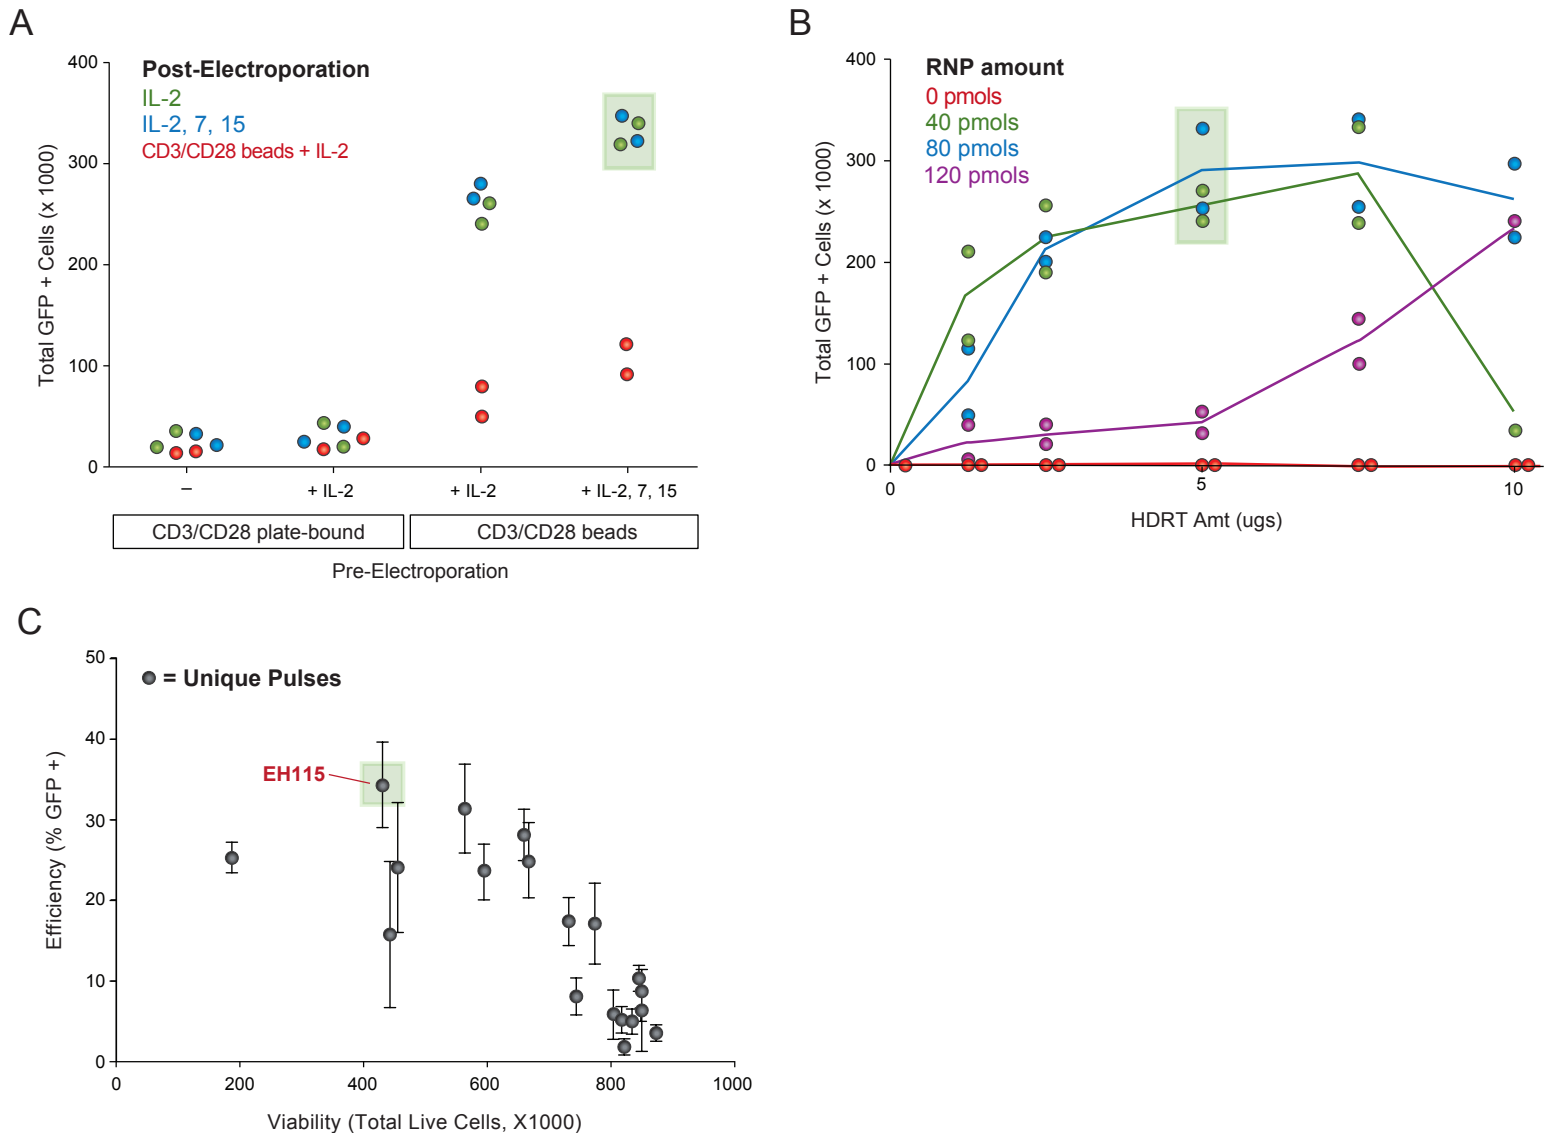 A
Post-Electroporation
IL-2
IL-2, 7, 15
CD3/CD28 beads + IL-2
Total GFP + Cells (x 1000)
400
300
200
100
0
–
+ IL-2
+ IL-2
+ IL-2, 7, 15
CD3/CD28 plate-bound
CD3/CD28 beads
Pre-Electroporation
B
RNP amount
0 pmols
40 pmols
80 pmols
120 pmols
Total GFP + Cells (x 1000)
400
300
200
100
0
0
5
10
HDRT Amt (ugs)
C
= Unique Pulses
EH115
Efficiency (% GFP +)
50
40
30
20
10
0
0
200
400
600
800
1000
Viability (Total Live Cells, X1000)